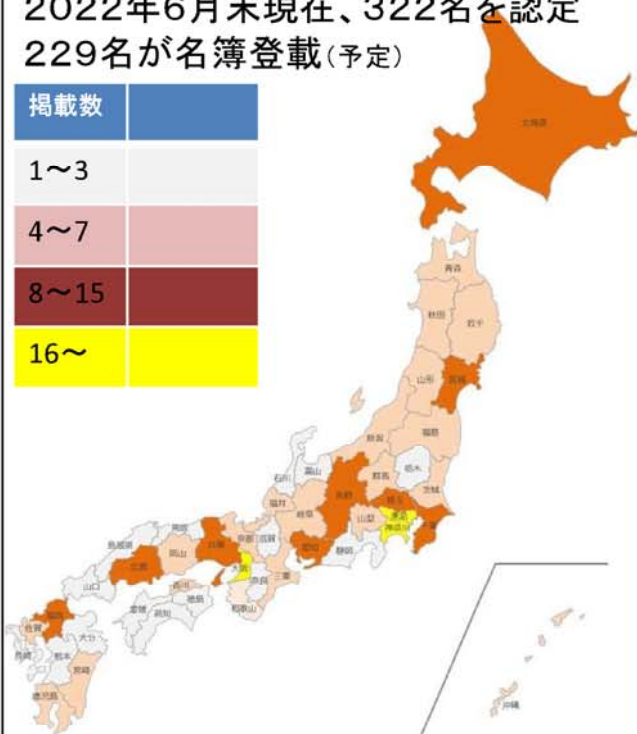 2022年6月末現在、322名を認定
229名が名簿登載(予定)
掲載数
1～3
4～7
8～15
16～
北海道
青森
秋田
岩手
山形
宮城
新潟
福島
石川
富山
栃木
群馬
茨城
長野
福井
岐阜県
埼玉
山梨
東京
千葉
神奈川
鳥取
島根県
京都
滋賀
兵庫
愛知
静岡
岡山
広島
大阪
奈良
三重
山口
香川
和歌山
徳島
愛媛
高知
福岡
佐賀
大分
長崎
熊本
宮崎
鹿児島
沖縄